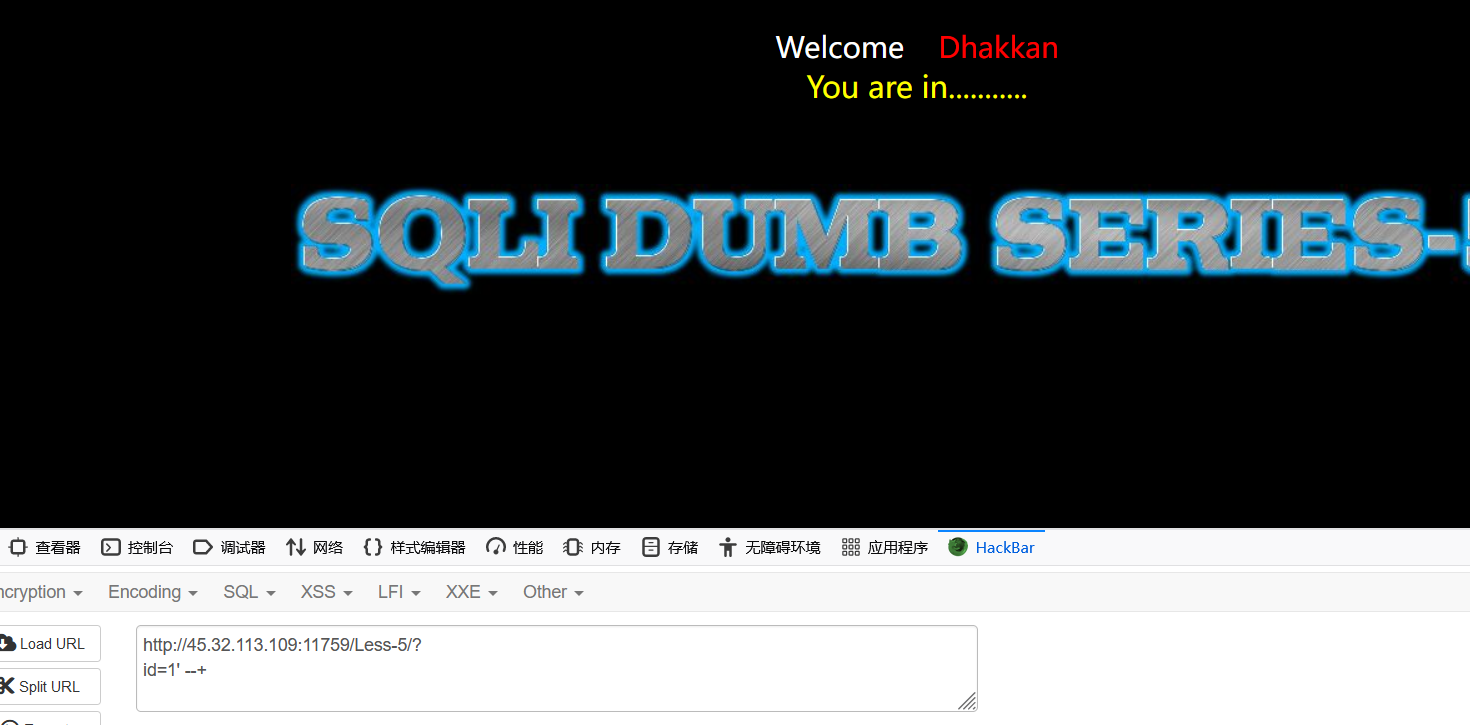 Welcome Dhakkan
You are in...........
SQLI DUMB SERIES-
查看器 控制台 调试器 网络 样式编辑器 性能 内存 存储 无障碍环境 应用程序 HackBar
ncryption Encoding SQL XSS LFI XXE Other
Load URL
http://45.32.113.109:11759/Less-5/?
id=1' --+
Split URL